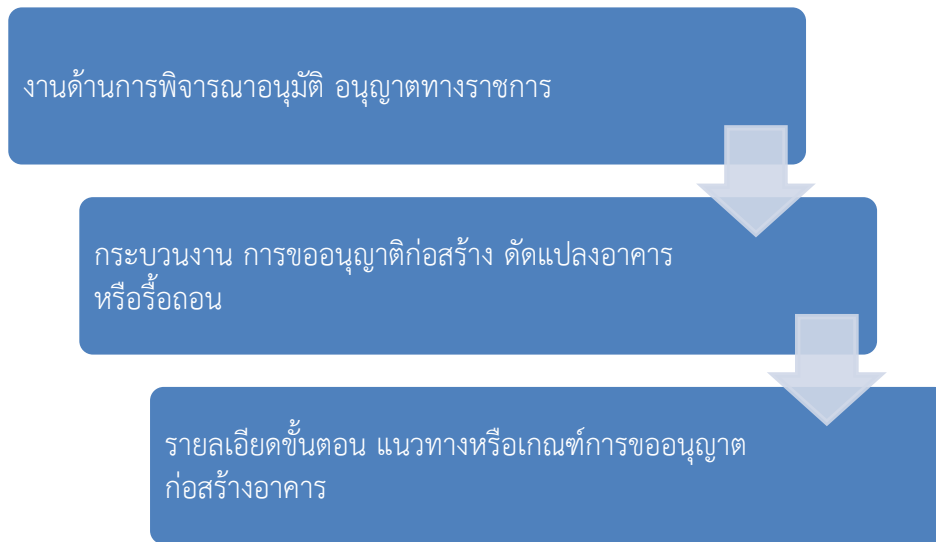 งานด้านการพิจารณาอนุมัติ อนุญาตทางราชการ
กระบวนงาน การขออนุญาติก่อสร้าง ดัดแปลงอาคาร
หรือรื้อถอน
รายลเอียดขั้นตอน แนวทางหรือเกณฑ์การขออนุญาต
ก่อสร้างอาคาร